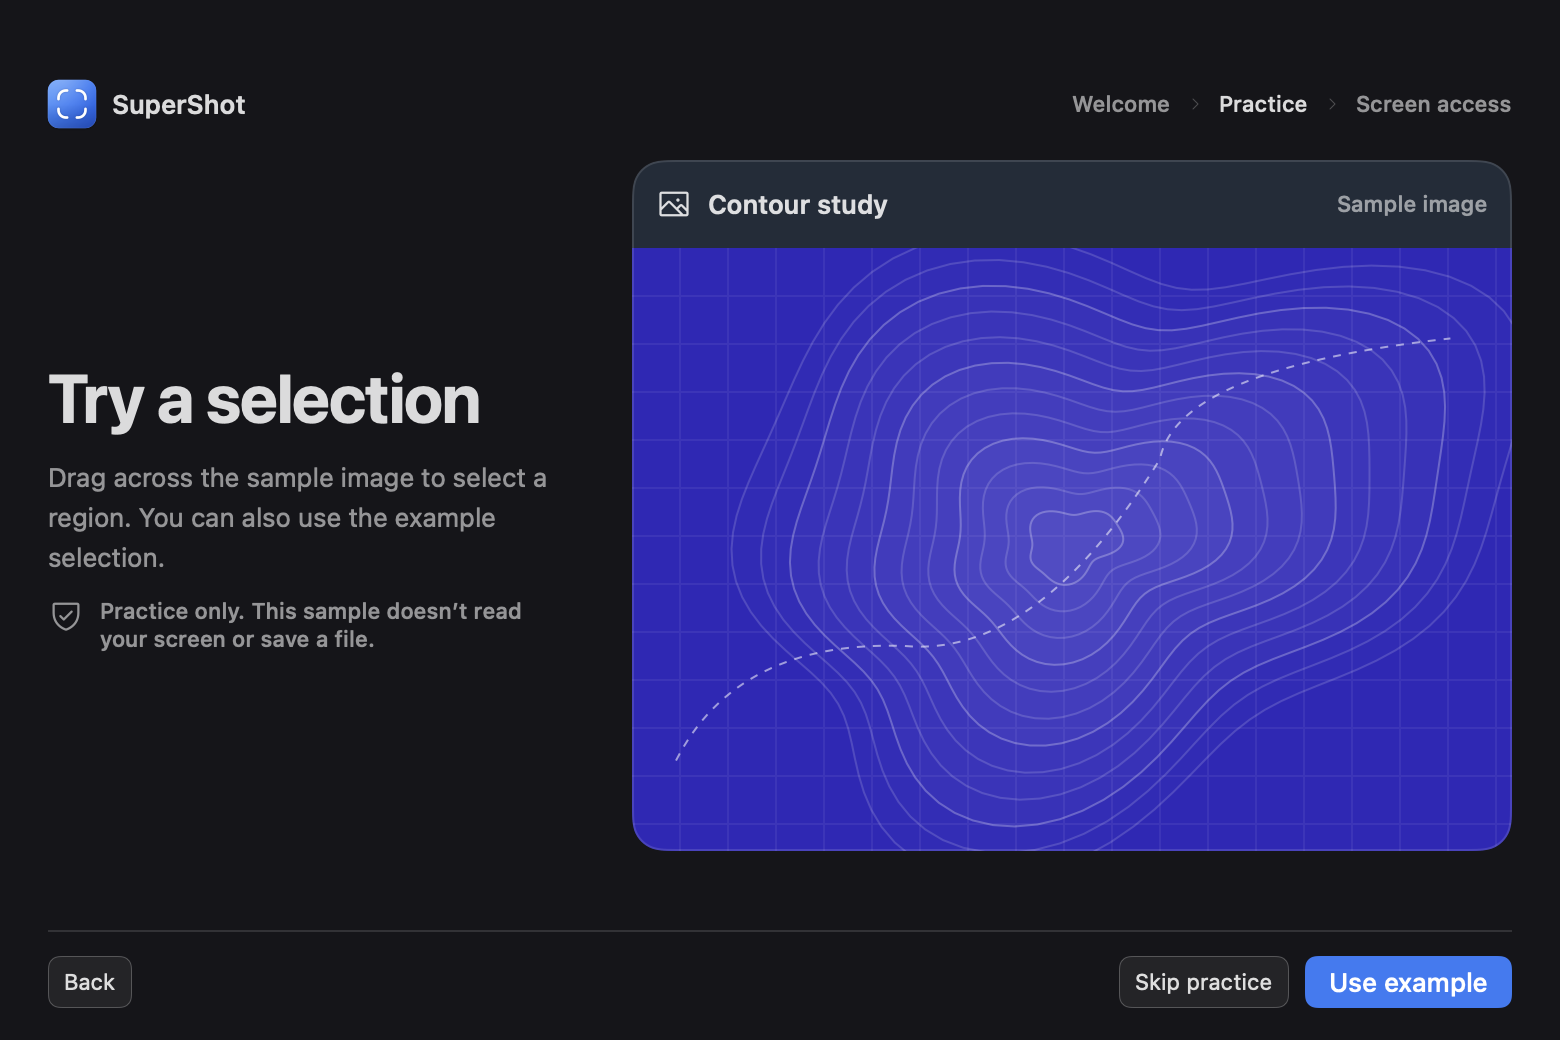 SuperShot
Welcome
Practice
Screen access
Contour study
Sample image
Try a selection
Drag across the sample image to select a
region. You can also use the example
selection.
Practice only. This sample doesn’t read
your screen or save a file.
Back
Skip practice
Use example